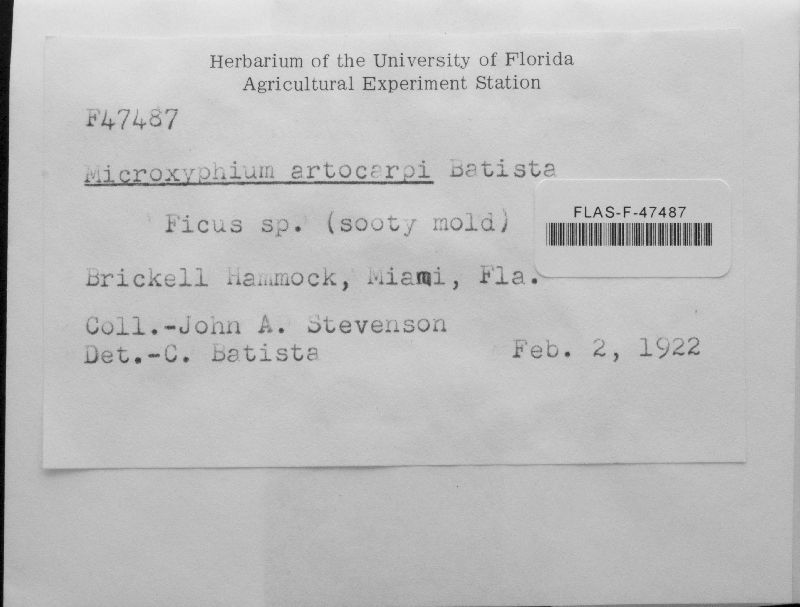 Herbarium of the University of Florida
Agricultural Experiment Station
F47487
Microxyphium artocarpi Batista
Ficus sp. (sooty mold)
FLAS-F-47487
Brickell Hammock, Miami, Fla.
Coll.-John A. Stevenson
Det.-C. Batista Feb. 2, 1922